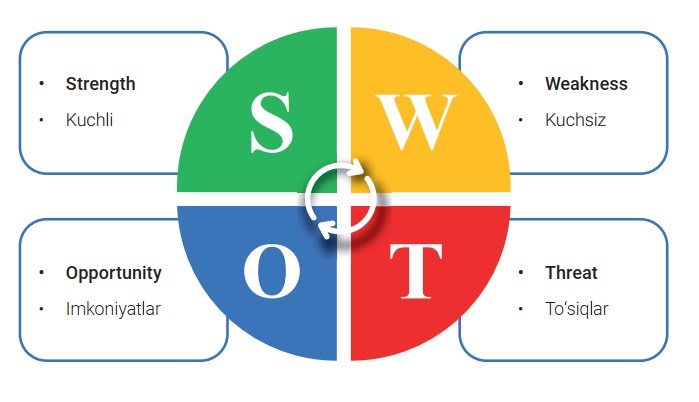 • Strength
• Kuchli
S
W
• Weakness
• Kuchsiz
• Opportunity
• Imkoniyatlar
O
T
• Threat
• To‘siqlar